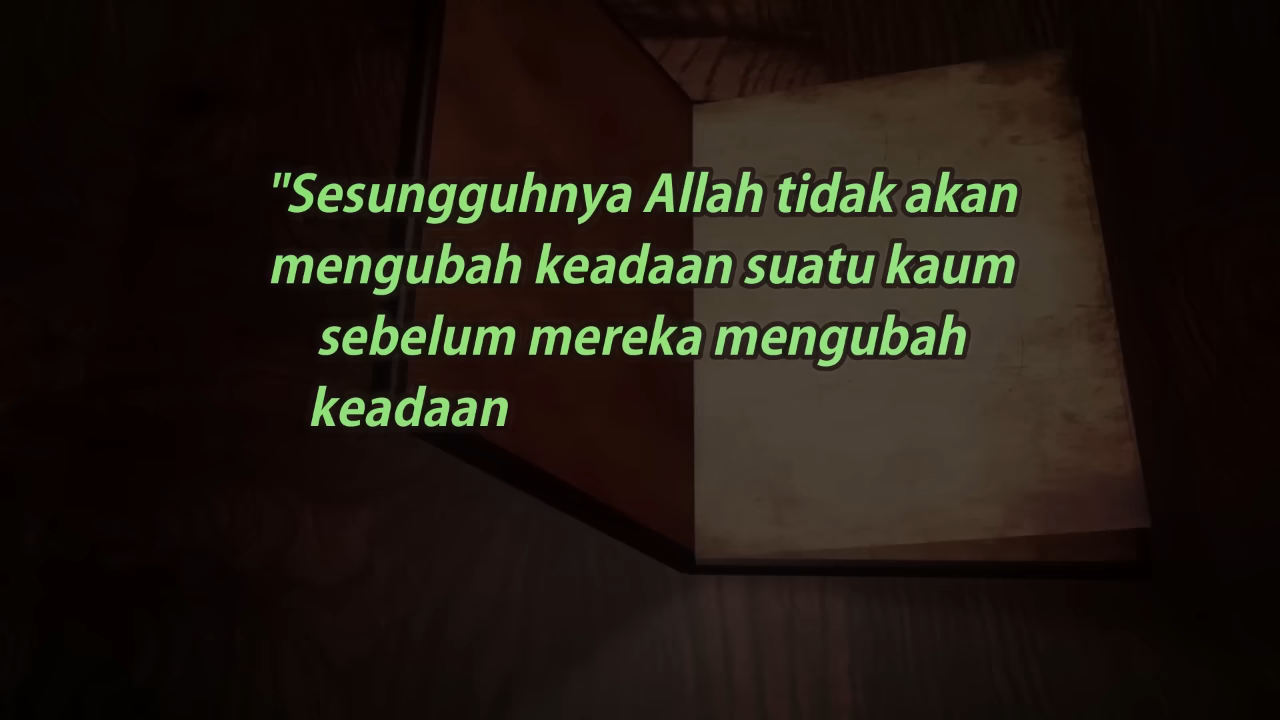 "Sesungguhnya Allah tidak akan
mengubah keadaan suatu kaum
sebelum mereka mengubah
keadaan